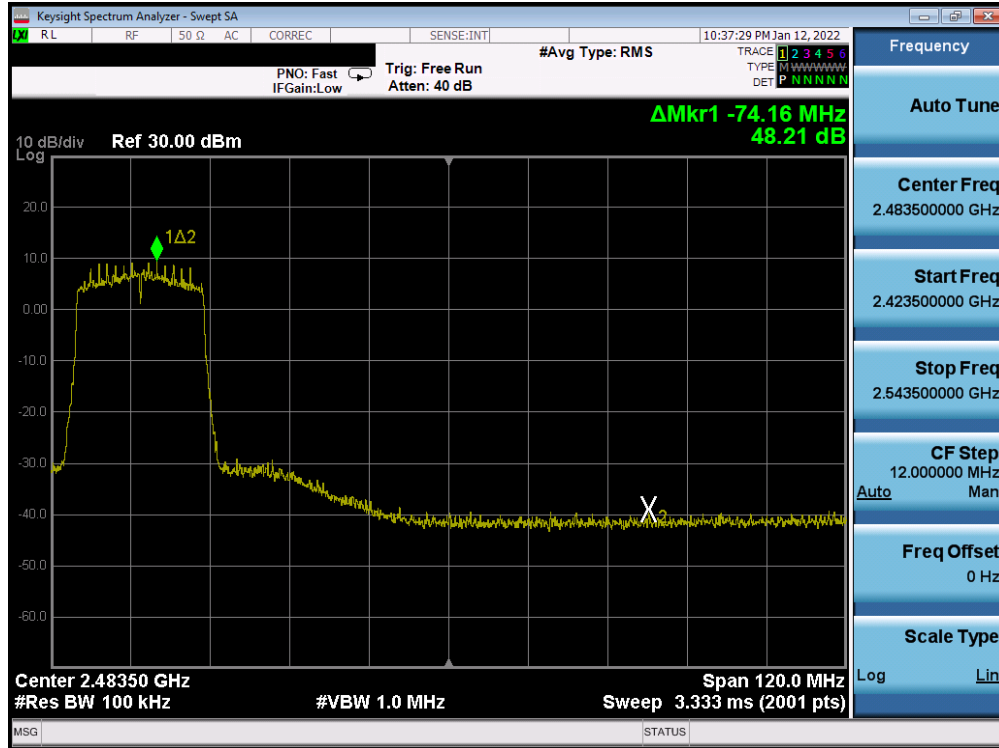 Keysight Spectrum Analyzer - Swept SA
LXI RL RF 50 Ω AC CORREC SENSE:INT 10:37:29 PM Jan 12, 2022
#Avg Type: RMS TRACE 1 2 3 4 5 6
PNO: Fast Trig: Free Run TYPE M WWWWW
IFGain:Low Atten: 40 dB DET P N N N N N
ΔMkr1 -74.16 MHz
10 dB/div Ref 30.00 dBm 48.21 dB
Log
20.0
10.0
0.00
-10.0
-20.0
-30.0
-40.0
-50.0
-60.0
1Δ2
X2
Center 2.48350 GHz Span 120.0 MHz
#Res BW 100 kHz #VBW 1.0 MHz Sweep 3.333 ms (2001 pts)
MSG STATUS
Frequency
Auto Tune
Center Freq
2.483500000 GHz
Start Freq
2.423500000 GHz
Stop Freq
2.543500000 GHz
CF Step
12.000000 MHz
Auto Man
Freq Offset
0 Hz
Scale Type
Log Lin